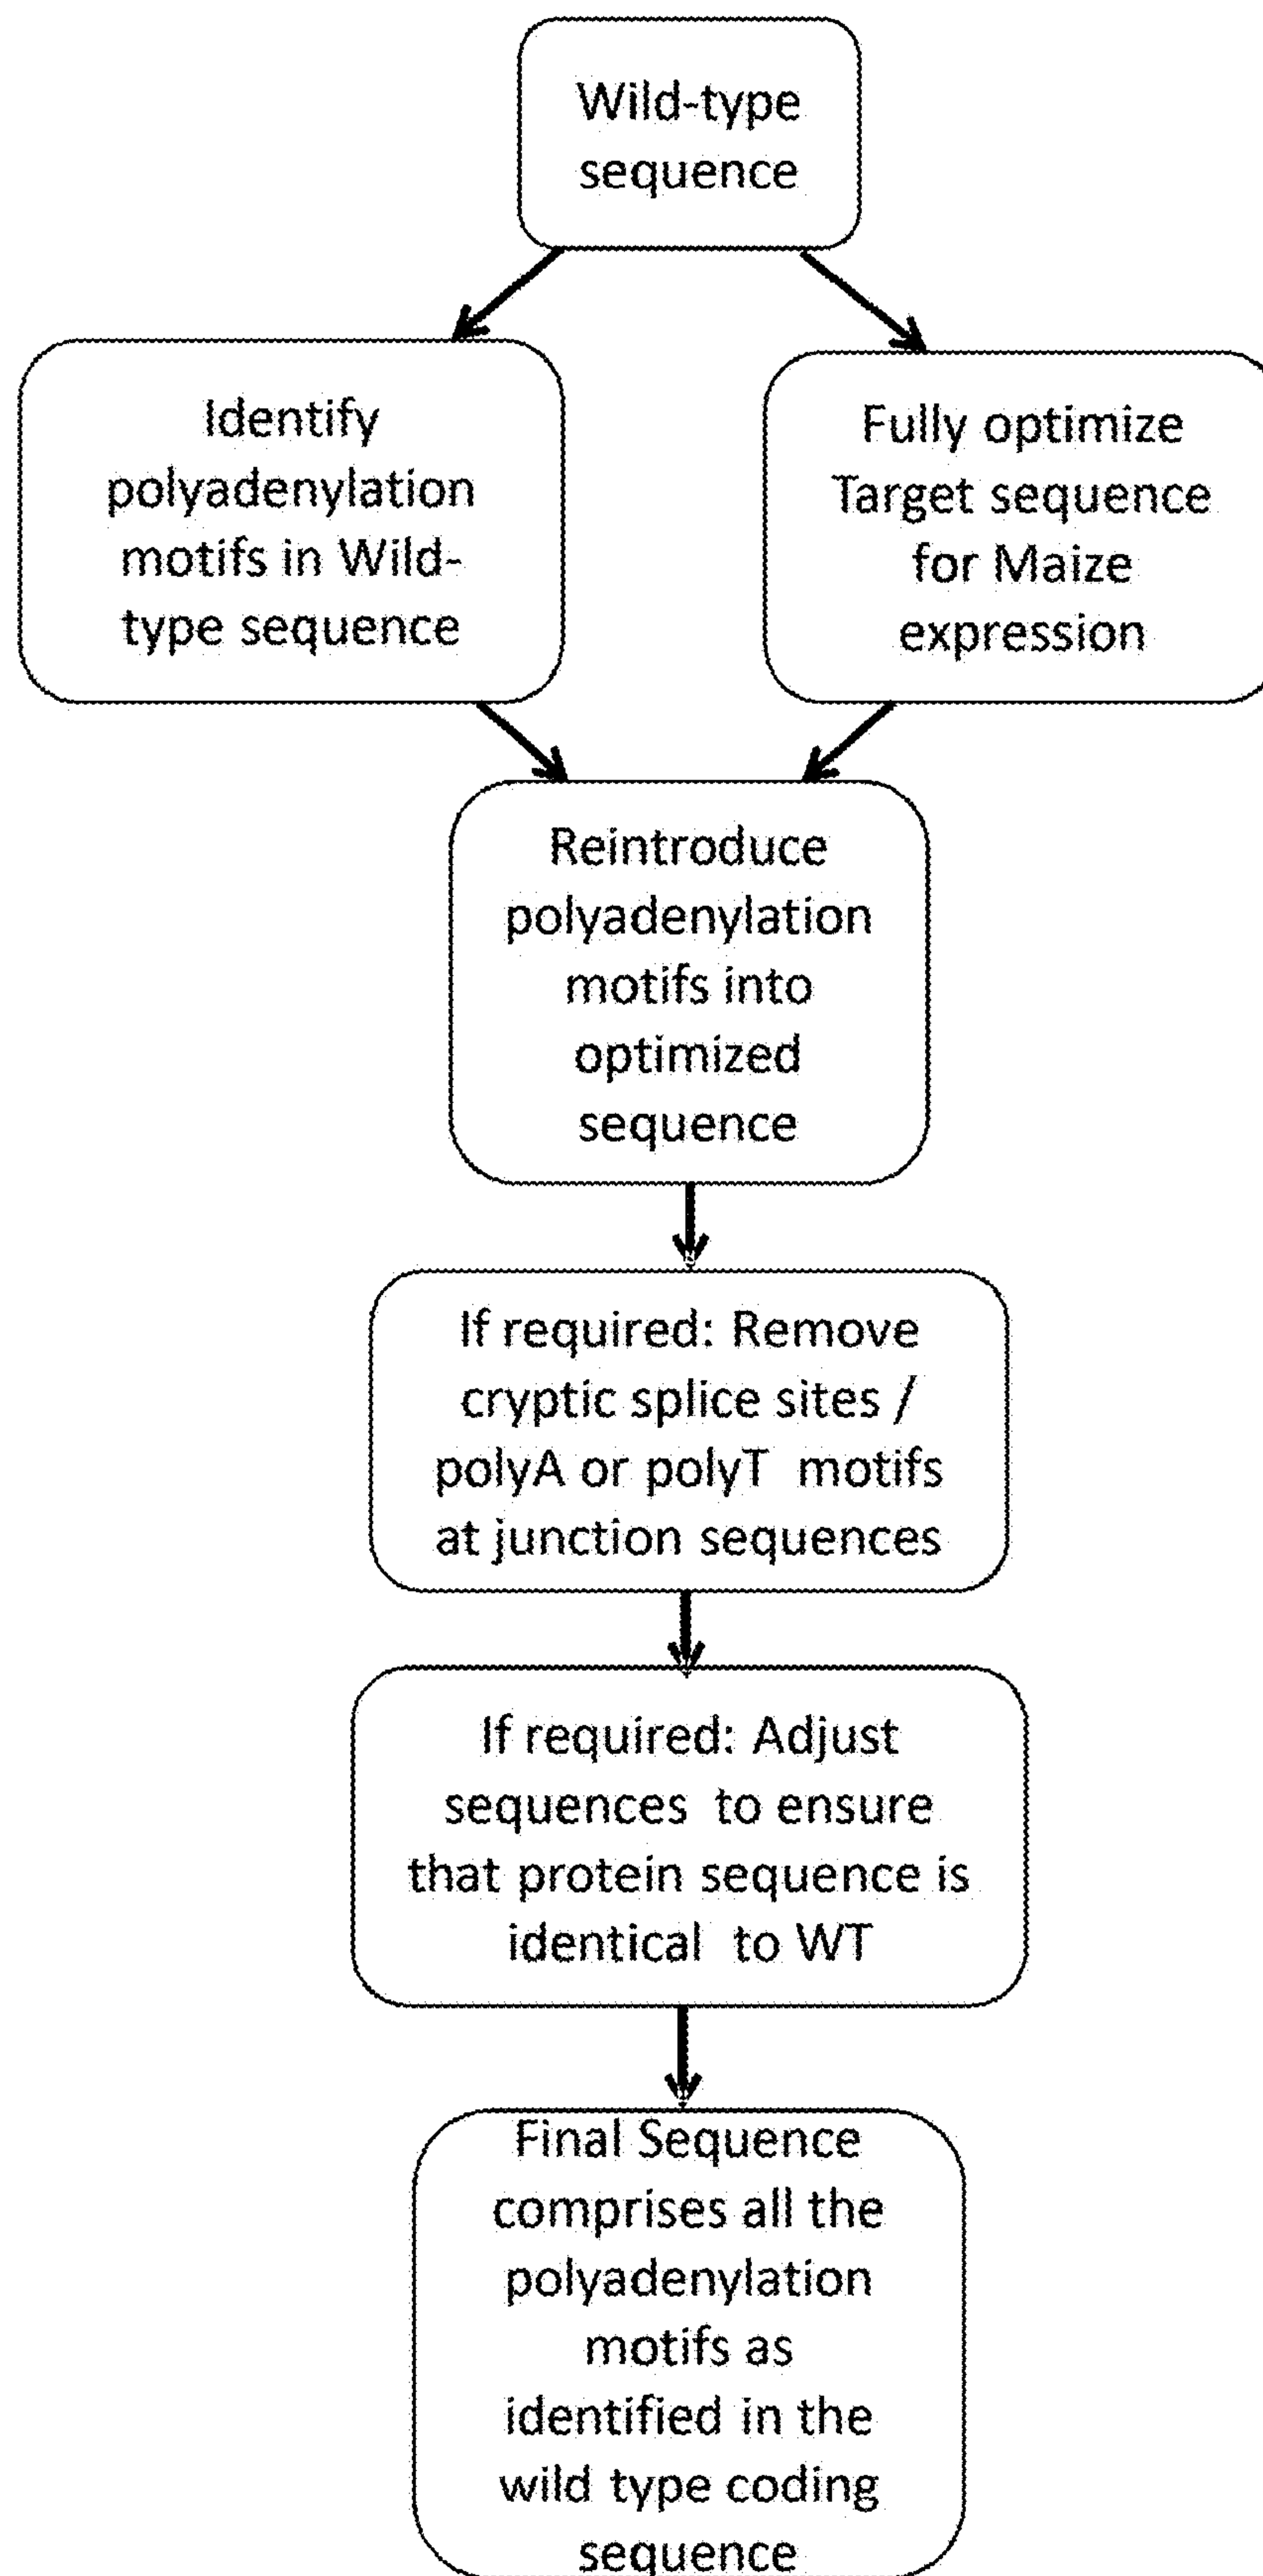 Wild-type
sequence
Identify
polyadenylation
motifs in Wild-
type sequence
Fully optimize
Target sequence
for Maize
expression
Reintroduce
polyadenylation
motifs into
optimized
sequence
If required: Remove
cryptic splice sites /
polyA or polyT motifs
at junction sequences
If required: Adjust
sequences to ensure
that protein sequence is
identical to WT
Final Sequence
comprises all the
polyadenylation
motifs as
identified in the
wild type coding
sequence